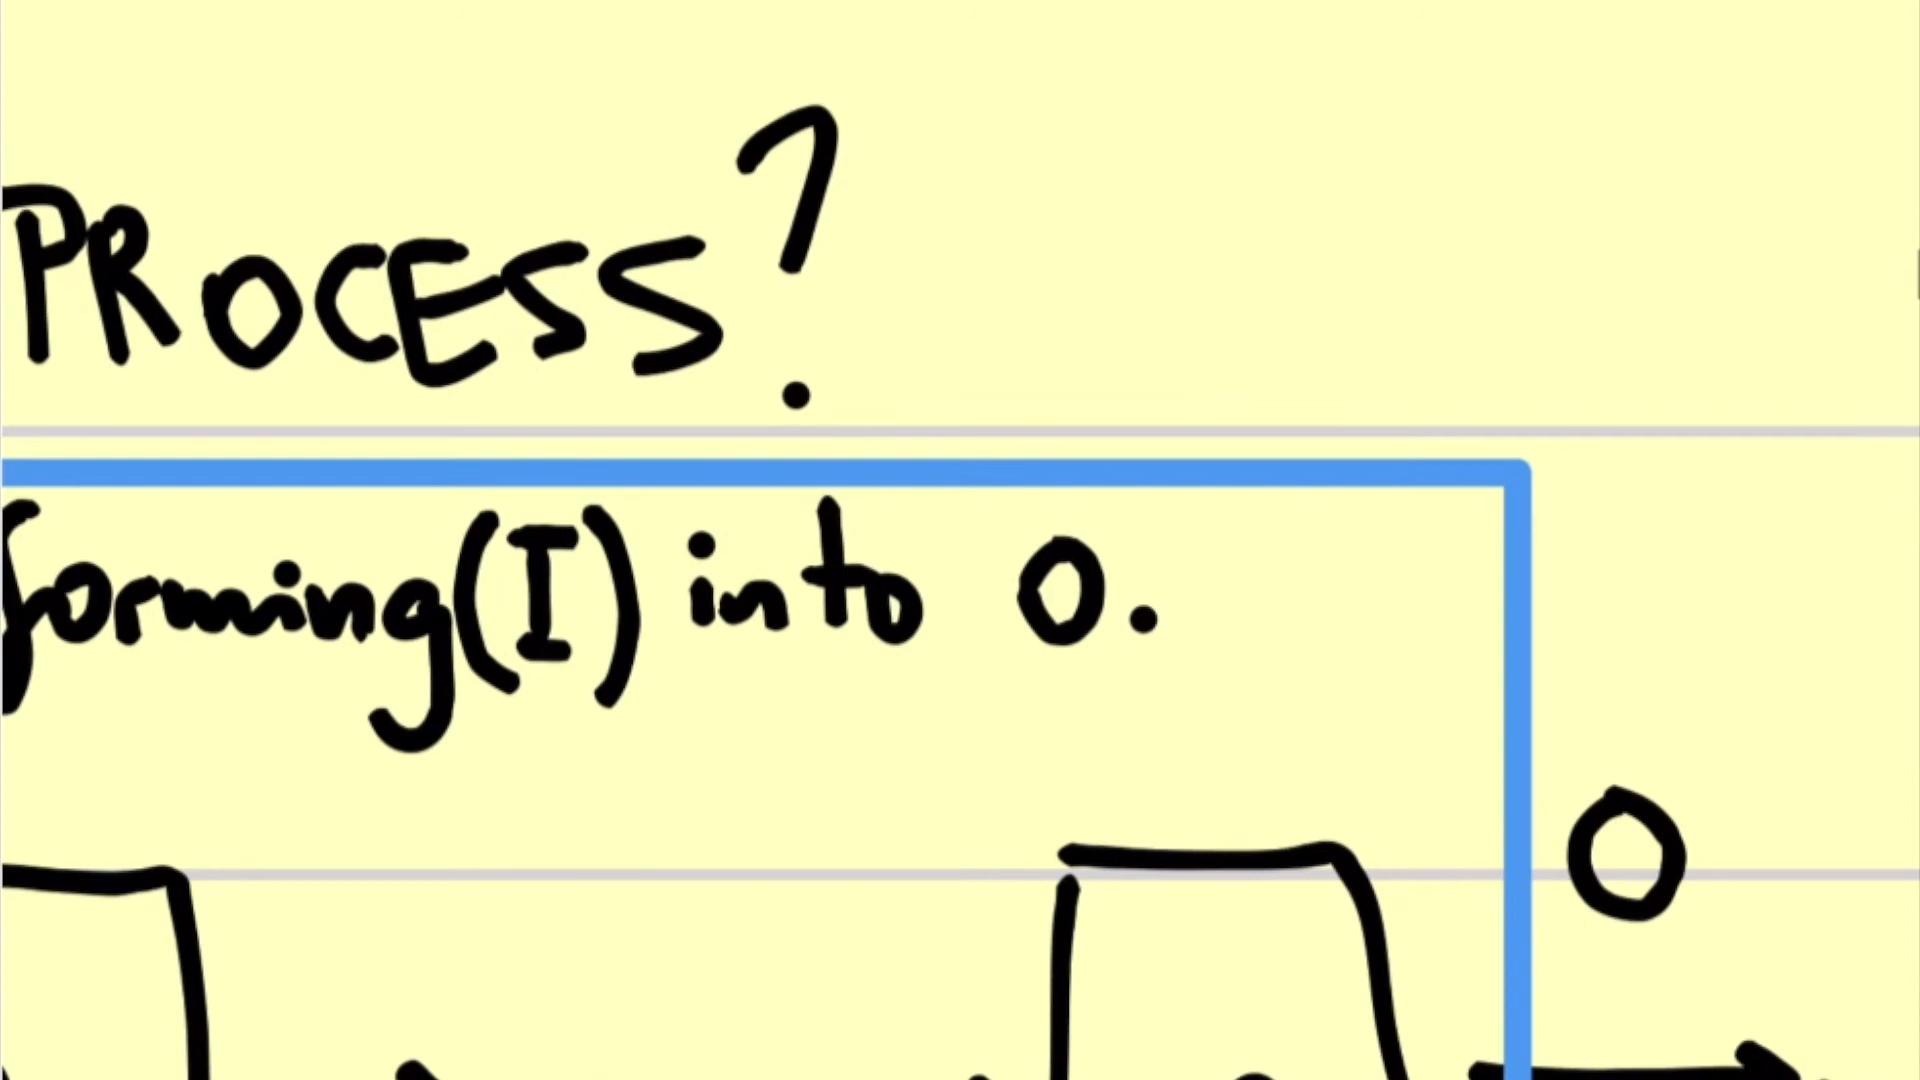 PROCESS?
forming(I) into O.
O